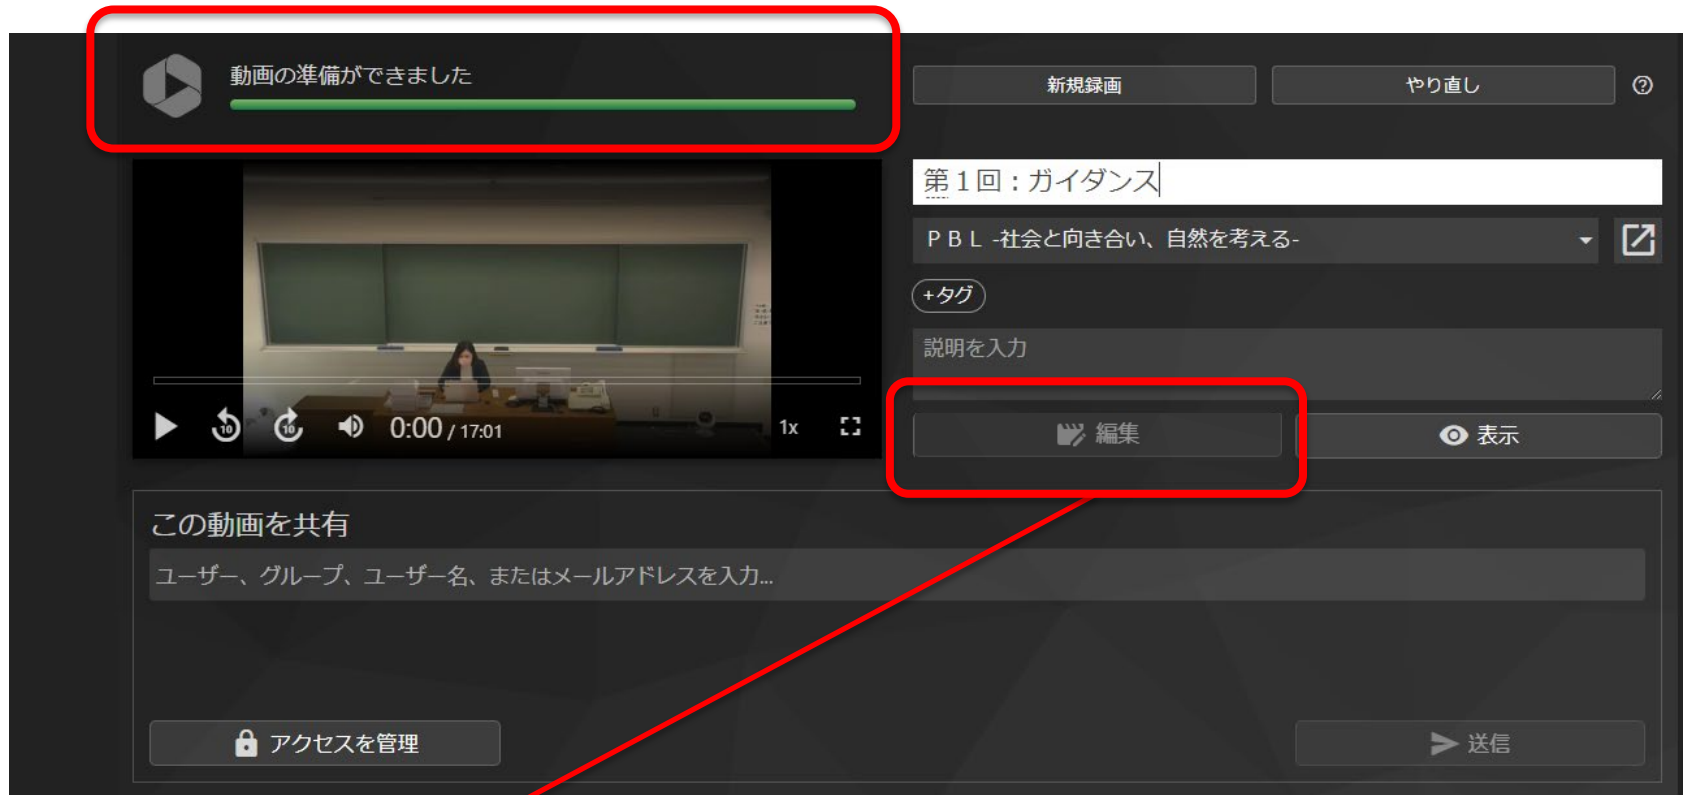 動画の準備ができました
新規録画
やり直し
第１回：ガイダンス
ＰＢＬ -社会と向き合い、自然を考える-
+タグ
説明を入力
10
10
0:00 / 17:01
1x
編集
表示
この動画を共有
ユーザー、グループ、ユーザー名、またはメールアドレスを入力...
アクセスを管理
送信